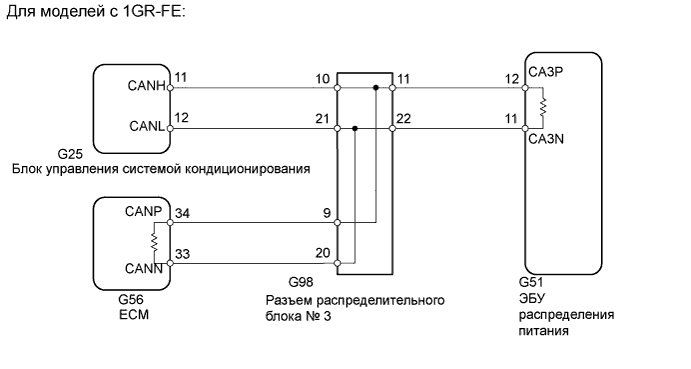 Для моделей с 1GR-FE:
CANH
11
10
11
12
CA3P
CANL
12
21
22
11
CA3N
G25
Блок управления системой кондиционирования
CANP
34
9
CANN
33
20
G56
ECM
G98
Разъем распределительного
блока № 3
G51
ЭБУ
распределения
питания